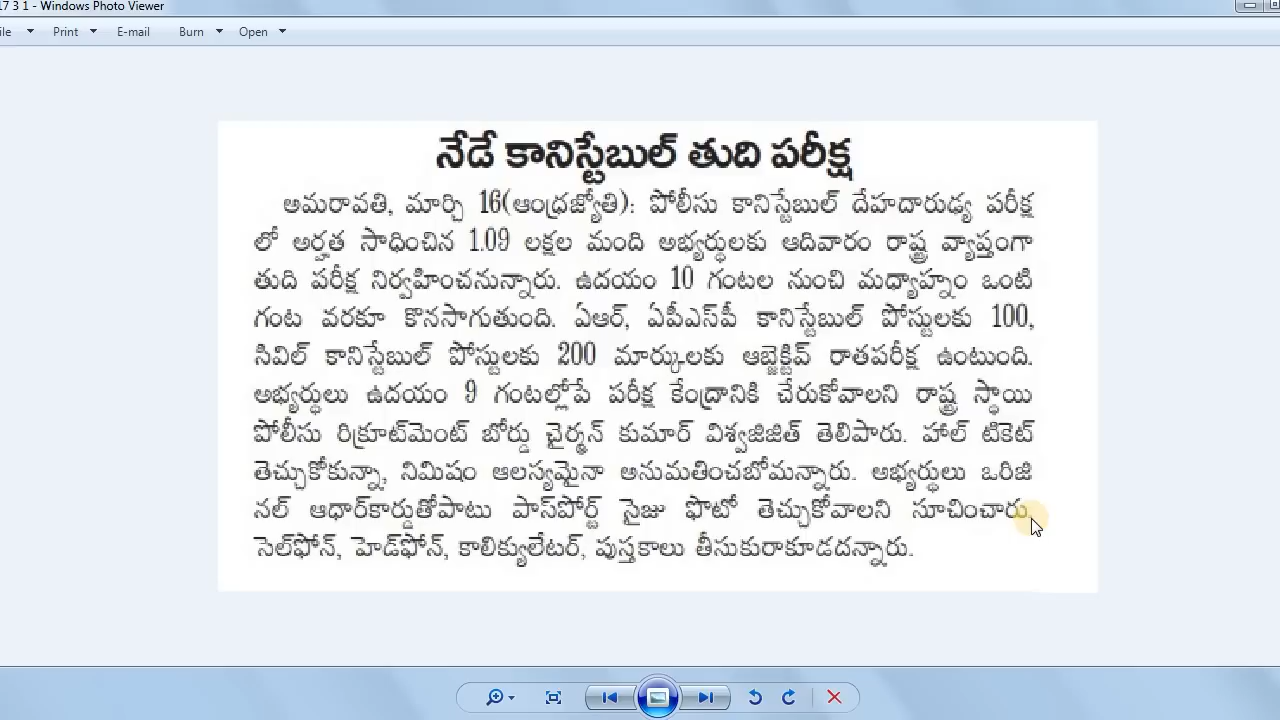 17 3 1 - Windows Photo Viewer
Print E-mail Burn Open
నేడే కానిస్టేబుల్ తుది పరీక్ష
అమరావతి, మార్చి 16(ఆంధ్రజ్యోతి): పోలీసు కానిస్టేబుల్ దేహదారుఢ్య పరీక్ష
లో అర్హత సాధించిన 1.09 లక్షల మంది అభ్యర్థులకు ఆదివారం రాష్ట్ర వ్యాప్తంగా
తుది పరీక్ష నిర్వహించనున్నారు. ఉదయం 10 గంటల నుంచి మధ్యాహ్నం ఒంటి
గంట వరకూ కొనసాగుతుంది. ఏఆర్, ఏపీఎస్‌పీ కానిస్టేబుల్ పోస్టులకు 100,
సివిల్ కానిస్టేబుల్ పోస్టులకు 200 మార్కులకు ఆబ్జెక్టివ్ రాతపరీక్ష ఉంటుంది.
అభ్యర్థులు ఉదయం 9 గంటల్లోపే పరీక్ష కేంద్రానికి చేరుకోవాలని రాష్ట్ర స్థాయి
పోలీసు రిక్రూట్‌మెంట్ బోర్డు ఛైర్మన్ కుమార్ విశ్వజిత్ తెలిపారు. హాల్ టికెట్
తెచ్చుకోకున్నా, నిమిషం ఆలస్యమైనా అనుమతించబోమన్నారు. అభ్యర్థులు ఒరిజి
నల్ ఆధార్‌కార్డుతోపాటు పాస్‌పోర్ట్ సైజు ఫొటో తెచ్చుకోవాలని సూచించారు.
సెల్‌ఫోన్, హెడ్‌ఫోన్, కాలిక్యులేటర్, పుస్తకాలు తీసుకురాకూడదన్నారు.